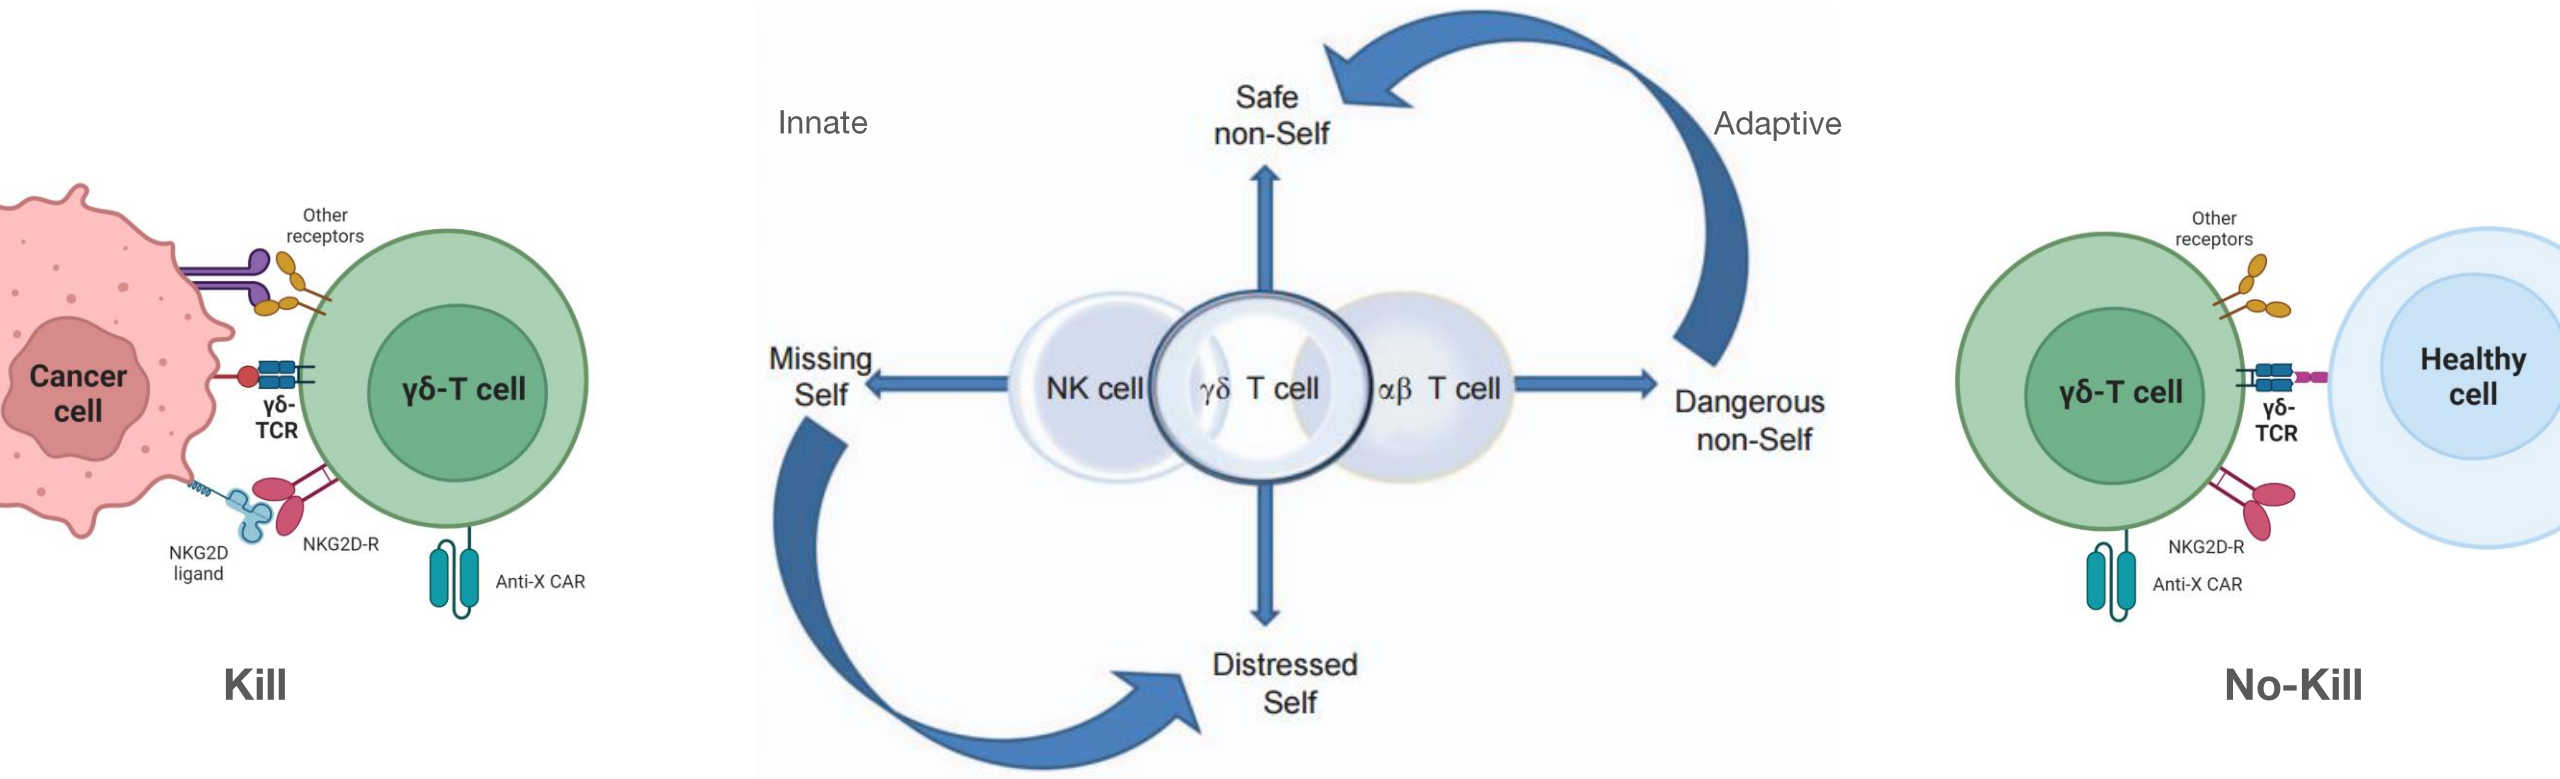 Other
receptors
Cancer
cell
γδ-T cell
γδ-
TCR
NKG2D
ligand
NKG2D-R
Anti-X CAR
Kill
Innate
Adaptive
Safe
non-Self
Missing
Self
NK cell
γδ T cell
αβ T cell
Dangerous
non-Self
Distressed
Self
Other
receptors
γδ-T cell
Healthy
cell
γδ-
TCR
NKG2D-R
Anti-X CAR
No-Kill